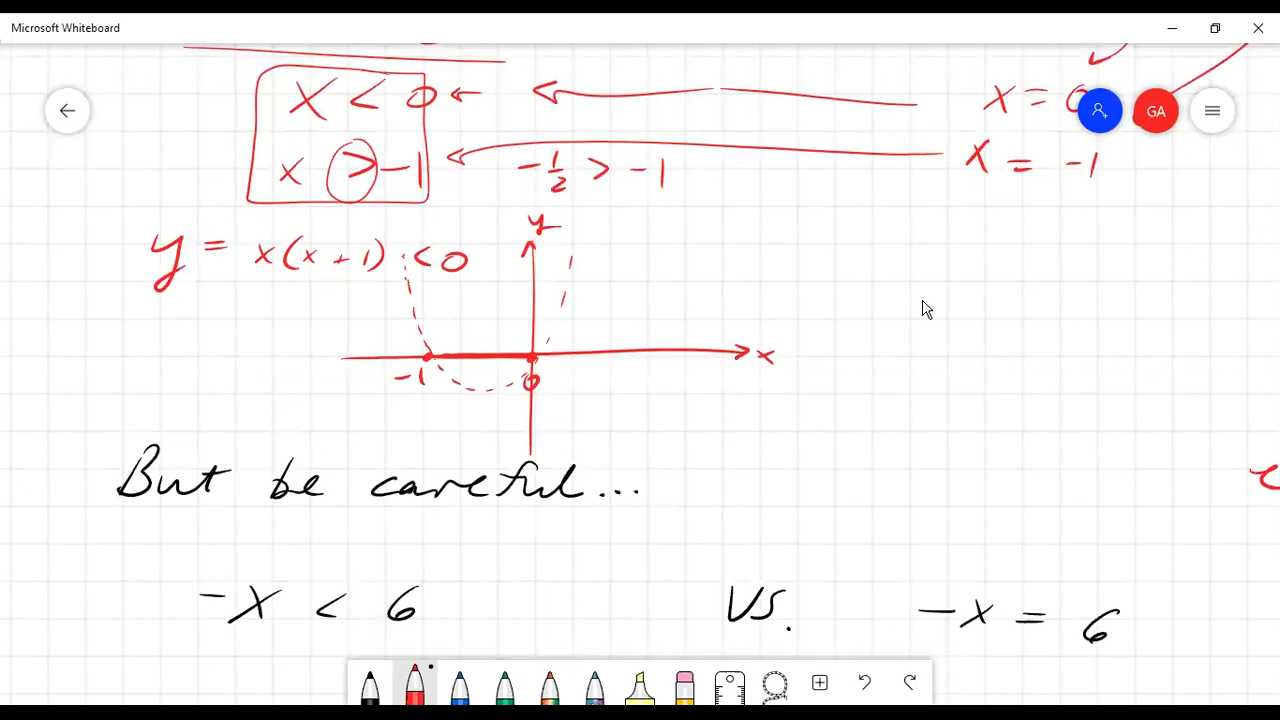 Microsoft Whiteboard
x < 0 ← x = 0
x > -1 -1/2 > -1 x = -1
GA
y = x(x + 1) < 0
y
x
-1 0
But be careful...
-x < 6 vs. -x = 6